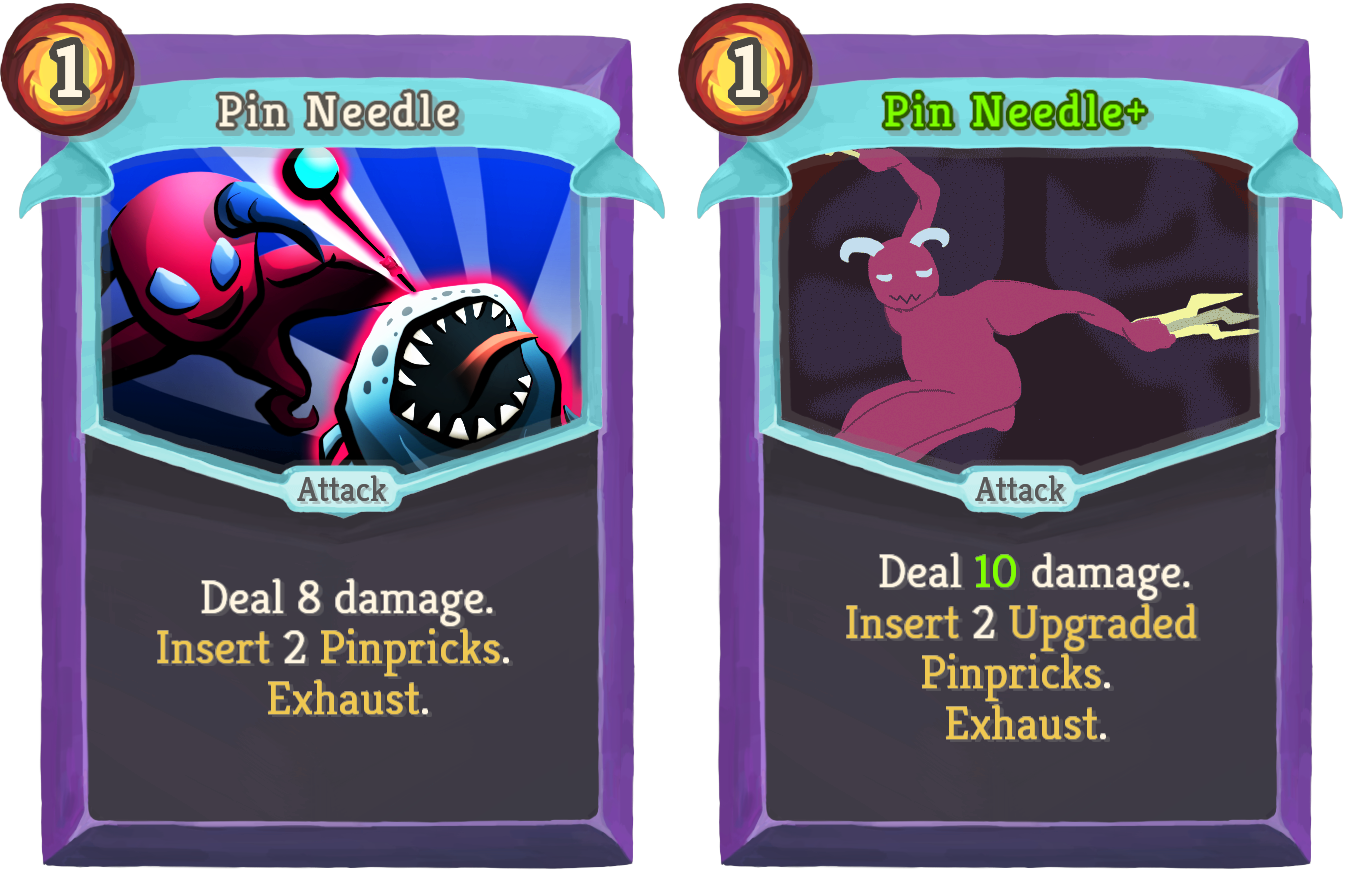 1
Pin Needle
Attack
Deal 8 damage.
Insert 2 Pinpricks.
Exhaust.
1
Pin Needle+
Attack
Deal 10 damage.
Insert 2 Upgraded
Pinpricks.
Exhaust.